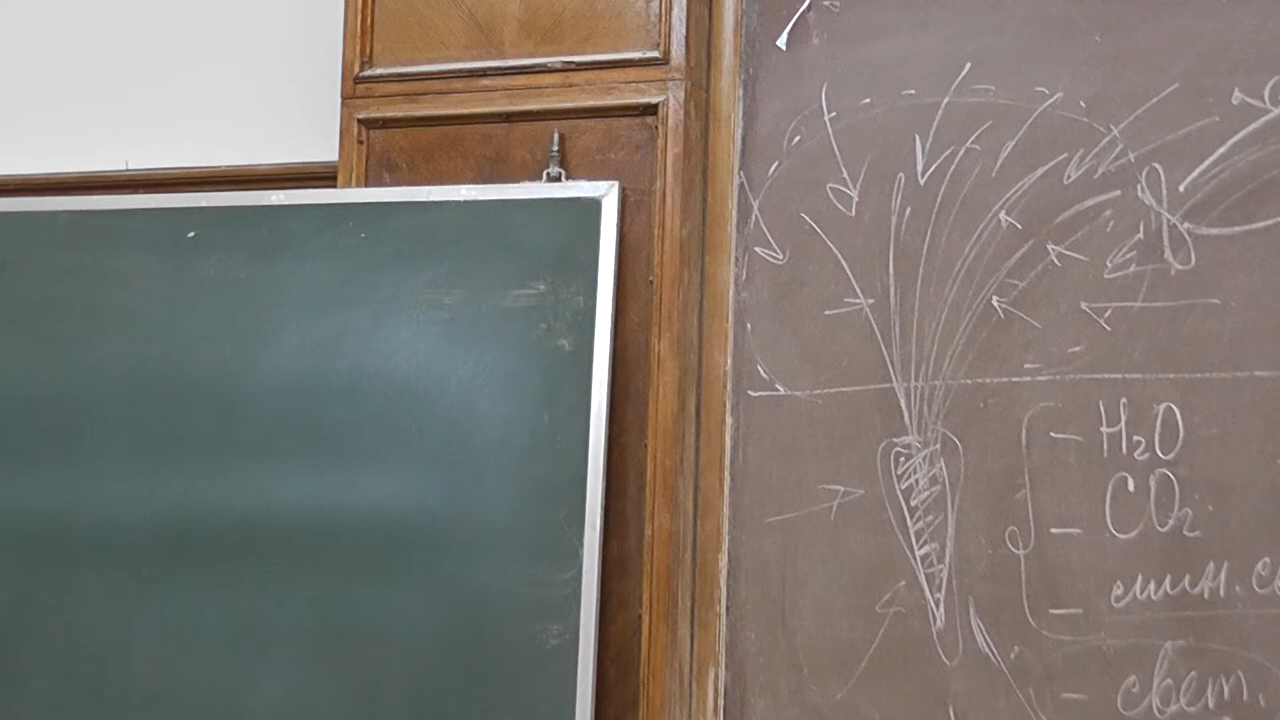 - H₂O
- CO₂
- мин. с
- свет.